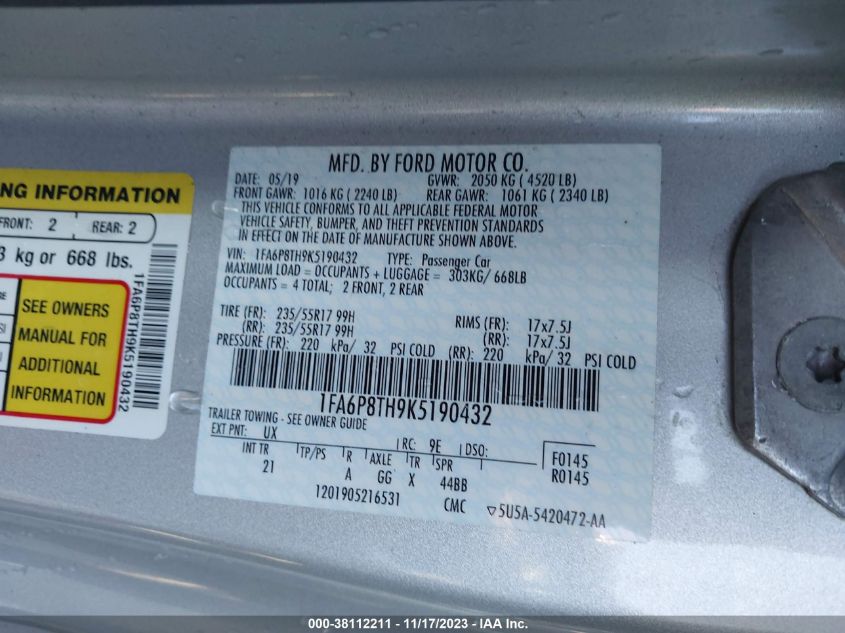 MFD. BY FORD MOTOR CO.
DATE: 05/19 GVWR: 2050 KG ( 4520 LB)
FRONT GAWR: 1016 KG ( 2240 LB) REAR GAWR: 1061 KG ( 2340 LB)
THIS VEHICLE CONFORMS TO ALL APPLICABLE FEDERAL MOTOR
VEHICLE SAFETY, BUMPER, AND THEFT PREVENTION STANDARDS
IN EFFECT ON THE DATE OF MANUFACTURE SHOWN ABOVE.
VIN: 1FA6P8TH9K5190432 TYPE: Passenger Car
MAXIMUM LOAD = OCCUPANTS + LUGGAGE = 303KG/ 668LB
OCCUPANTS = 4 TOTAL; 2 FRONT, 2 REAR
TIRE (FR): 235/55R17 99H RIMS (FR): 17x7.5J
(RR): 235/55R17 99H (RR): 17x7.5J
PRESSURE (FR): 220 kPa/ 32 PSI COLD (RR): 220 kPa/ 32 PSI COLD
1FA6P8TH9K5190432
TRAILER TOWING - SEE OWNER GUIDE
EXT PNT: UX RC: 9E DSO:
INT TR TP/PS R AXLE TR SPR
21 A GG X 44BB
F0145
R0145
1201905216531 CMC ▽5U5A-5420472-AA
NG INFORMATION
FRONT: 2 REAR: 2
3 kg or 668 lbs.
SEE OWNERS
MANUAL FOR
ADDITIONAL
INFORMATION
1FA6P8TH9K5190432
000-38112211 - 11/17/2023 - IAA Inc.